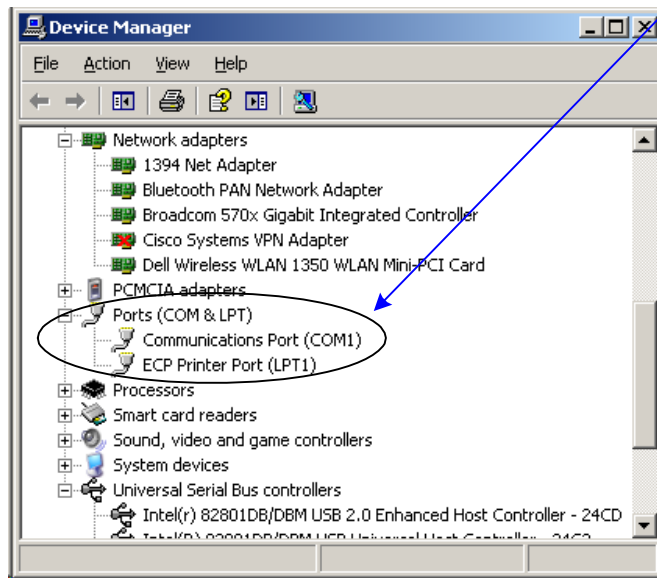 Device Manager
File Action View Help
Network adapters
1394 Net Adapter
Bluetooth PAN Network Adapter
Broadcom 570x Gigabit Integrated Controller
Cisco Systems VPN Adapter
Dell Wireless WLAN 1350 WLAN Mini-PCI Card
PCMCIA adapters
Ports (COM & LPT)
Communications Port (COM1)
ECP Printer Port (LPT1)
Processors
Smart card readers
Sound, video and game controllers
System devices
Universal Serial Bus controllers
Intel(r) 82801DB/DBM USB 2.0 Enhanced Host Controller - 24CD